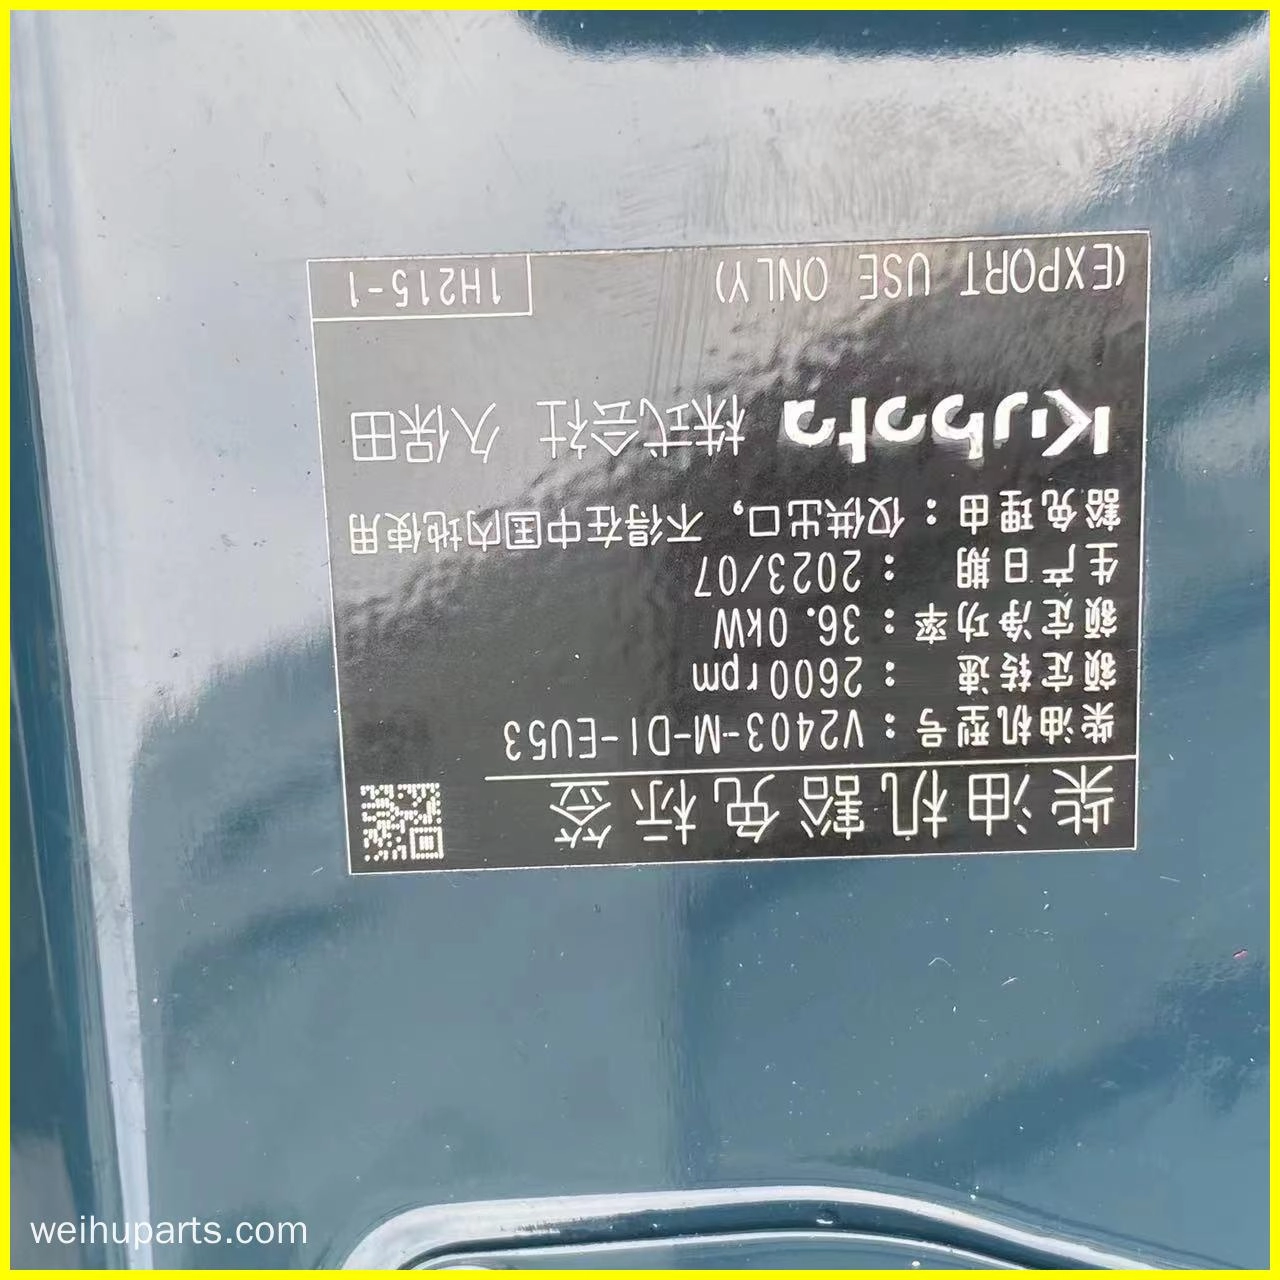 柴油机豁免标签
柴油机型号：V2403-M-DI-EU53
额定转速：2600rpm
额定净功率：36.0kW
生产日期：2023/07
豁免理由：仅供出口，不得在中国内地使用
Kubota 株式会社 久保田
(EXPORT USE ONLY)
1H215-1
weihuparts.com